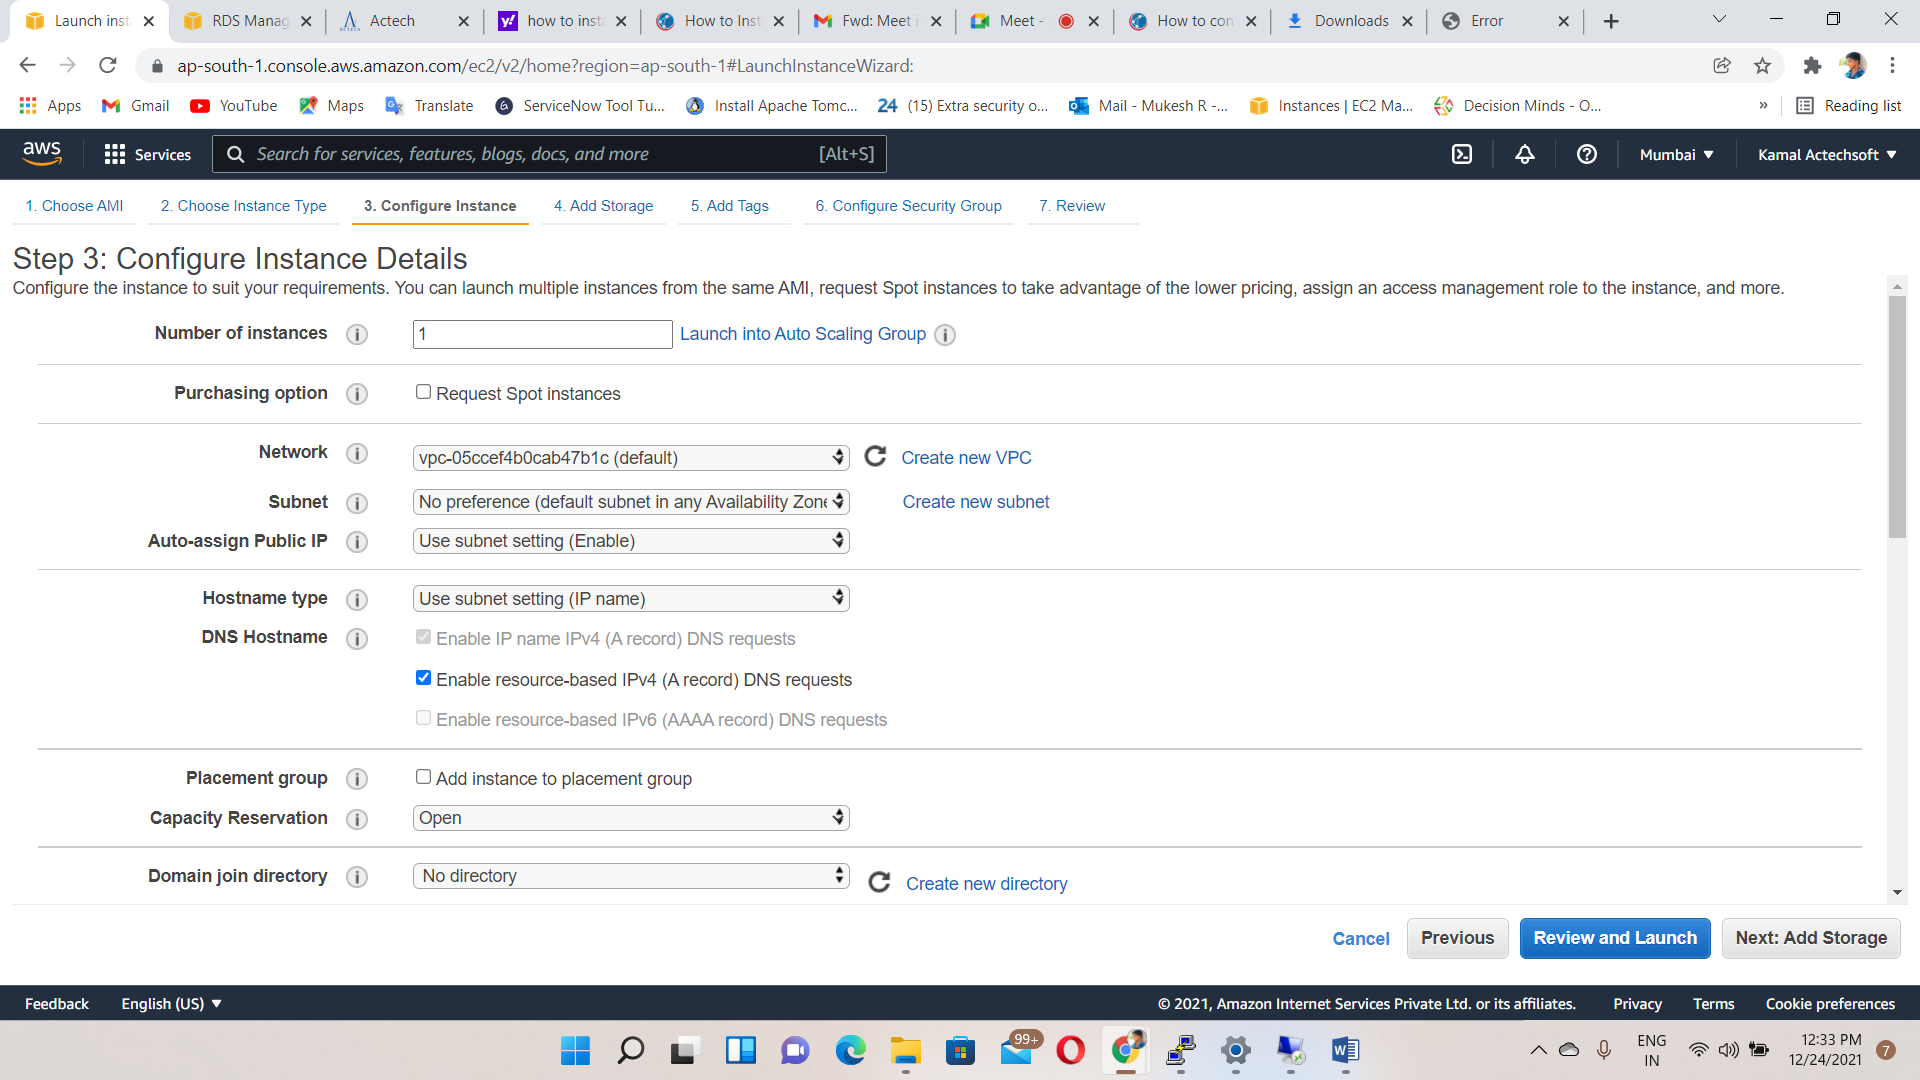 Launch inst
RDS Manag
Actech
how to insta
How to Inst
Fwd: Meet i
Meet -
How to con
Downloads
Error
ap-south-1.console.aws.amazon.com/ec2/v2/home?region=ap-south-1#LaunchInstanceWizard:
Apps
Gmail
YouTube
Maps
Translate
ServiceNow Tool Tu...
Install Apache Tomc...
24
(15) Extra security o...
Mail - Mukesh R -...
Instances | EC2 Ma...
Decision Minds - O...
»
Reading list
aws
Services
Search for services, features, blogs, docs, and more
[Alt+S]
Mumbai
Kamal Actechsoft
1. Choose AMI
2. Choose Instance Type
3. Configure Instance
4. Add Storage
5. Add Tags
6. Configure Security Group
7. Review
Step 3: Configure Instance Details
Configure the instance to suit your requirements. You can launch multiple instances from the same AMI, request Spot instances to take advantage of the lower pricing, assign an access management role to the instance, and more.
Number of instances
1
Launch into Auto Scaling Group
Purchasing option
Request Spot instances
Network
vpc-05ccef4b0cab47b1c (default)
Create new VPC
Subnet
No preference (default subnet in any Availability Zone
Create new subnet
Auto-assign Public IP
Use subnet setting (Enable)
Hostname type
Use subnet setting (IP name)
DNS Hostname
Enable IP name IPv4 (A record) DNS requests
Enable resource-based IPv4 (A record) DNS requests
Enable resource-based IPv6 (AAAA record) DNS requests
Placement group
Add instance to placement group
Capacity Reservation
Open
Domain join directory
No directory
Create new directory
Cancel
Previous
Review and Launch
Next: Add Storage
Feedback
English (US)
© 2021, Amazon Internet Services Private Ltd. or its affiliates.
Privacy
Terms
Cookie preferences
99+
ENG
IN
12:33 PM
12/24/2021
7